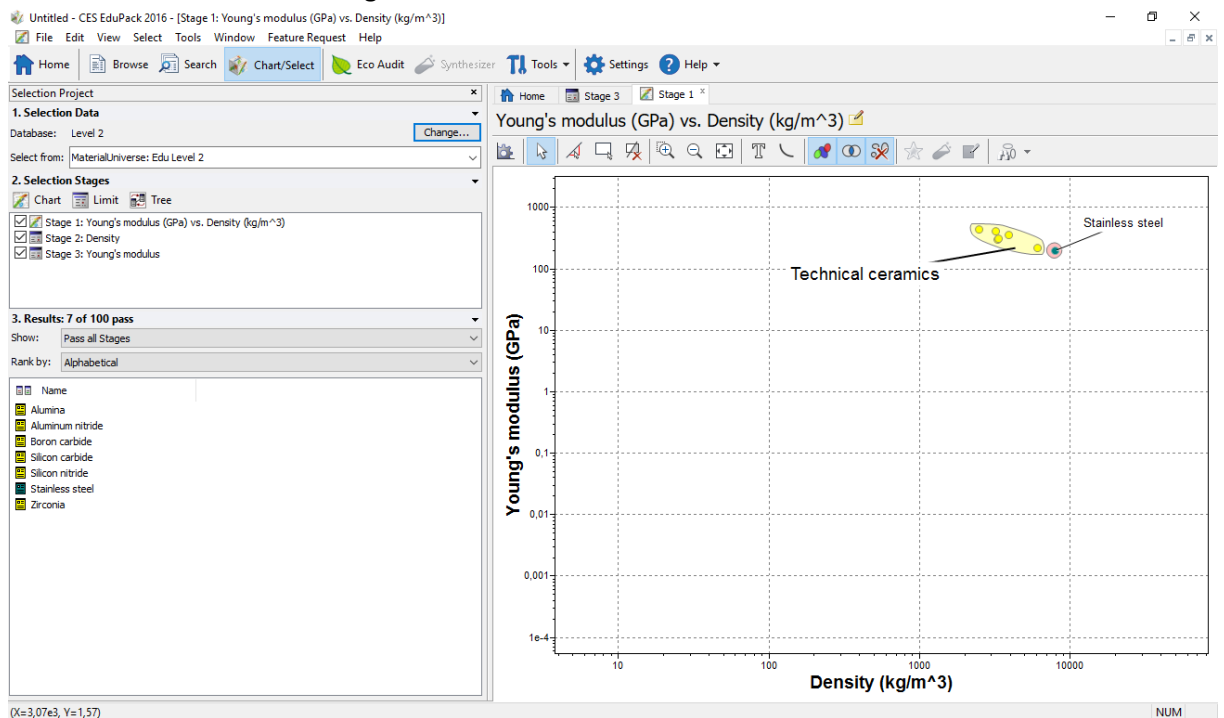 Untitled - CES EduPack 2016 - [Stage 1: Young's modulus (GPa) vs. Density (kg/m^3)]
File Edit View Select Tools Window Feature Request Help
Home Browse Search Chart/Select Eco Audit Synthesizer Tools Settings Help
Selection Project
1. Selection Data
Database: Level 2 Change...
Select from: MaterialUniverse: Edu Level 2
2. Selection Stages
Chart Limit Tree
Stage 1: Young's modulus (GPa) vs. Density (kg/m^3)
Stage 2: Density
Stage 3: Young's modulus
3. Results: 7 of 100 pass
Show: Pass all Stages
Rank by: Alphabetical
Name
Alumina
Aluminum nitride
Boron carbide
Silicon carbide
Silicon nitride
Stainless steel
Zirconia
Home Stage 3 Stage 1
Young's modulus (GPa) vs. Density (kg/m^3)
Young's modulus (GPa)
1000
100
10
1
0,1
0,01
0,001
1e-4
Stainless steel
Technical ceramics
10 100 1000 10000
Density (kg/m^3)
(X=3,07e3, Y=1,57) NUM